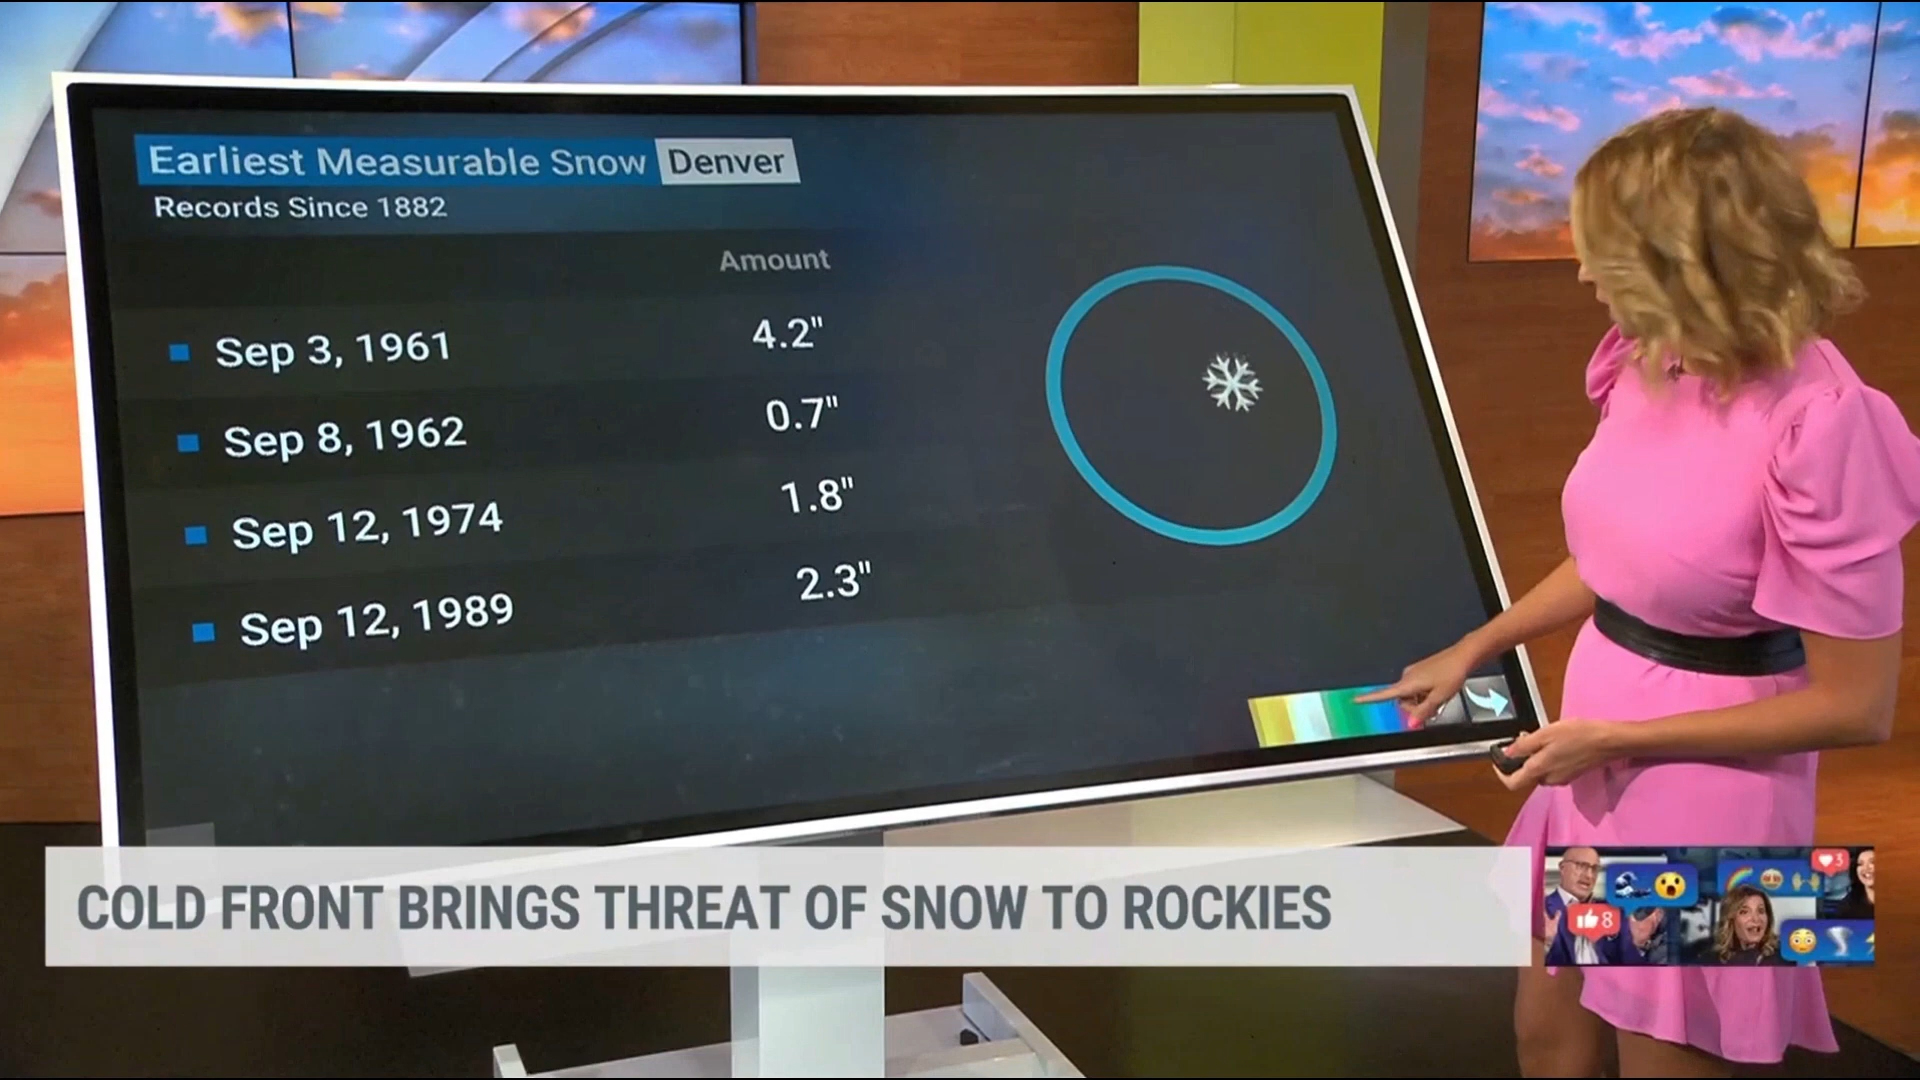 Earliest Measurable Snow Denver
Records Since 1882
Amount
Sep 3, 1961 4.2"
Sep 8, 1962 0.7"
Sep 12, 1974 1.8"
Sep 12, 1989 2.3"
COLD FRONT BRINGS THREAT OF SNOW TO ROCKIES
8
3